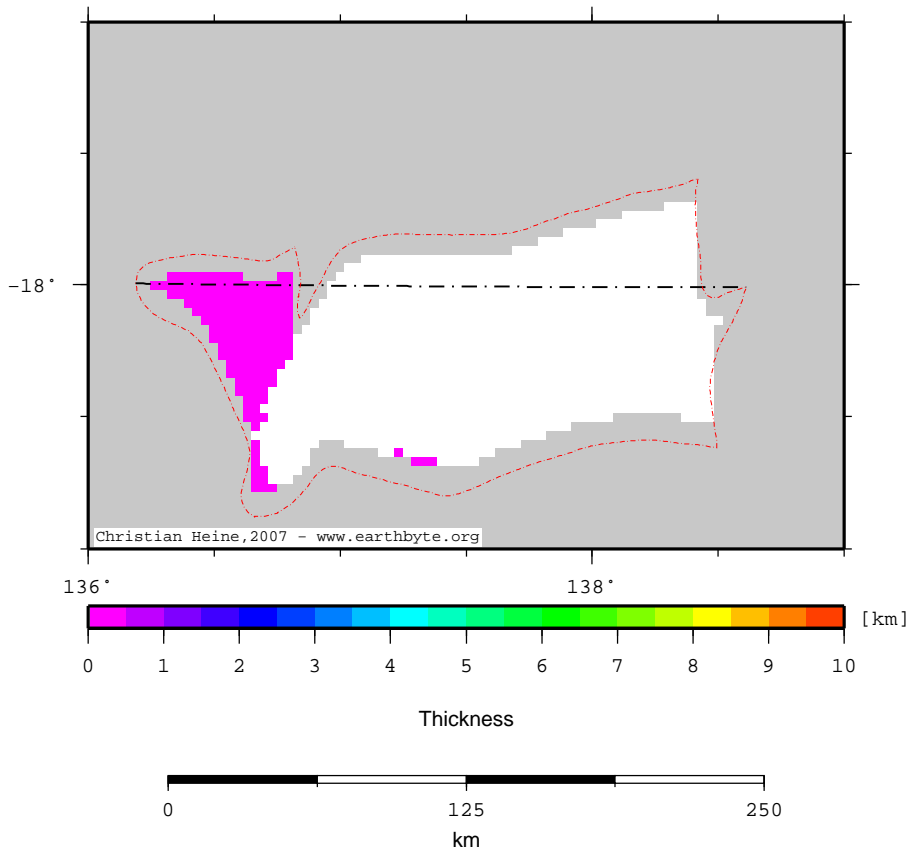 −18°
Christian Heine,2007 − www.earthbyte.org
136° 138°
[km]
0 1 2 3 4 5 6 7 8 9 10
Thickness
0 125 250
km